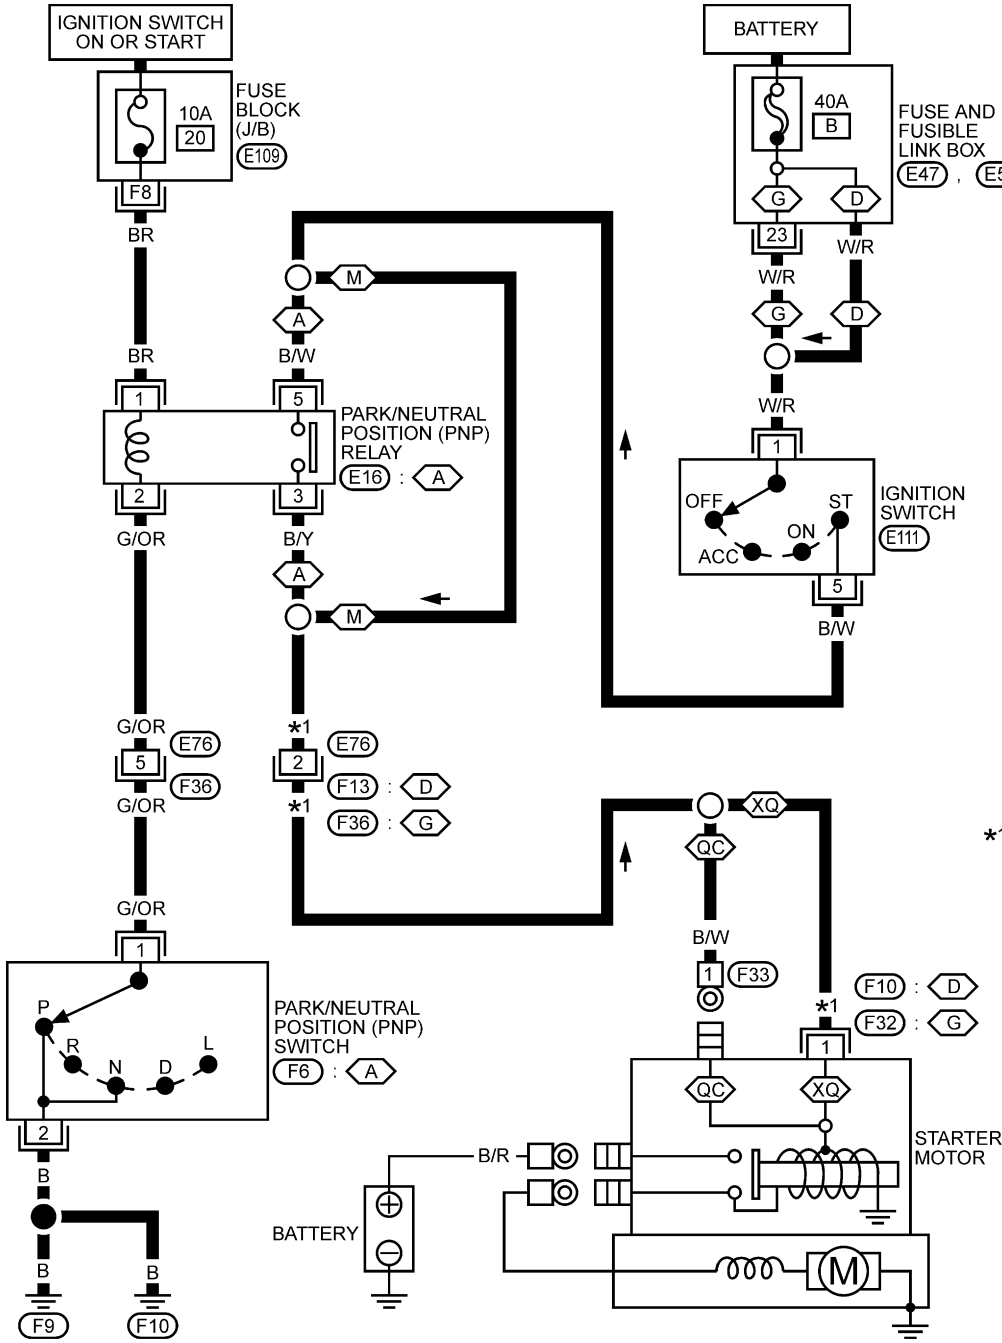 IGNITION SWITCH
ON OR START
10A
20
FUSE
BLOCK
(J/B)
E109
F8
BR
BR
1
2
G/OR
G/OR
5
E76
F36
G/OR
G/OR
1
P
R
N
D
L
PARK/NEUTRAL
POSITION (PNP)
SWITCH
F6 : A
2
B
B
B
F9
F10
M
A
B/W
5
PARK/NEUTRAL
POSITION (PNP)
RELAY
E16 : A
3
B/Y
A
M
*1
2
E76
*1
F13 : D
F36 : G
BATTERY
40A
B
FUSE AND
FUSIBLE
LINK BOX
E47 , E5
G
D
23
W/R
W/R
G
D
W/R
1
OFF
ACC
ON
ST
IGNITION
SWITCH
E111
5
B/W
XQ
QC
*1
B/W
1
F33
F10 : D
*1
F32 : G
1
QC
XQ
STARTER
MOTOR
B/R
BATTERY
M